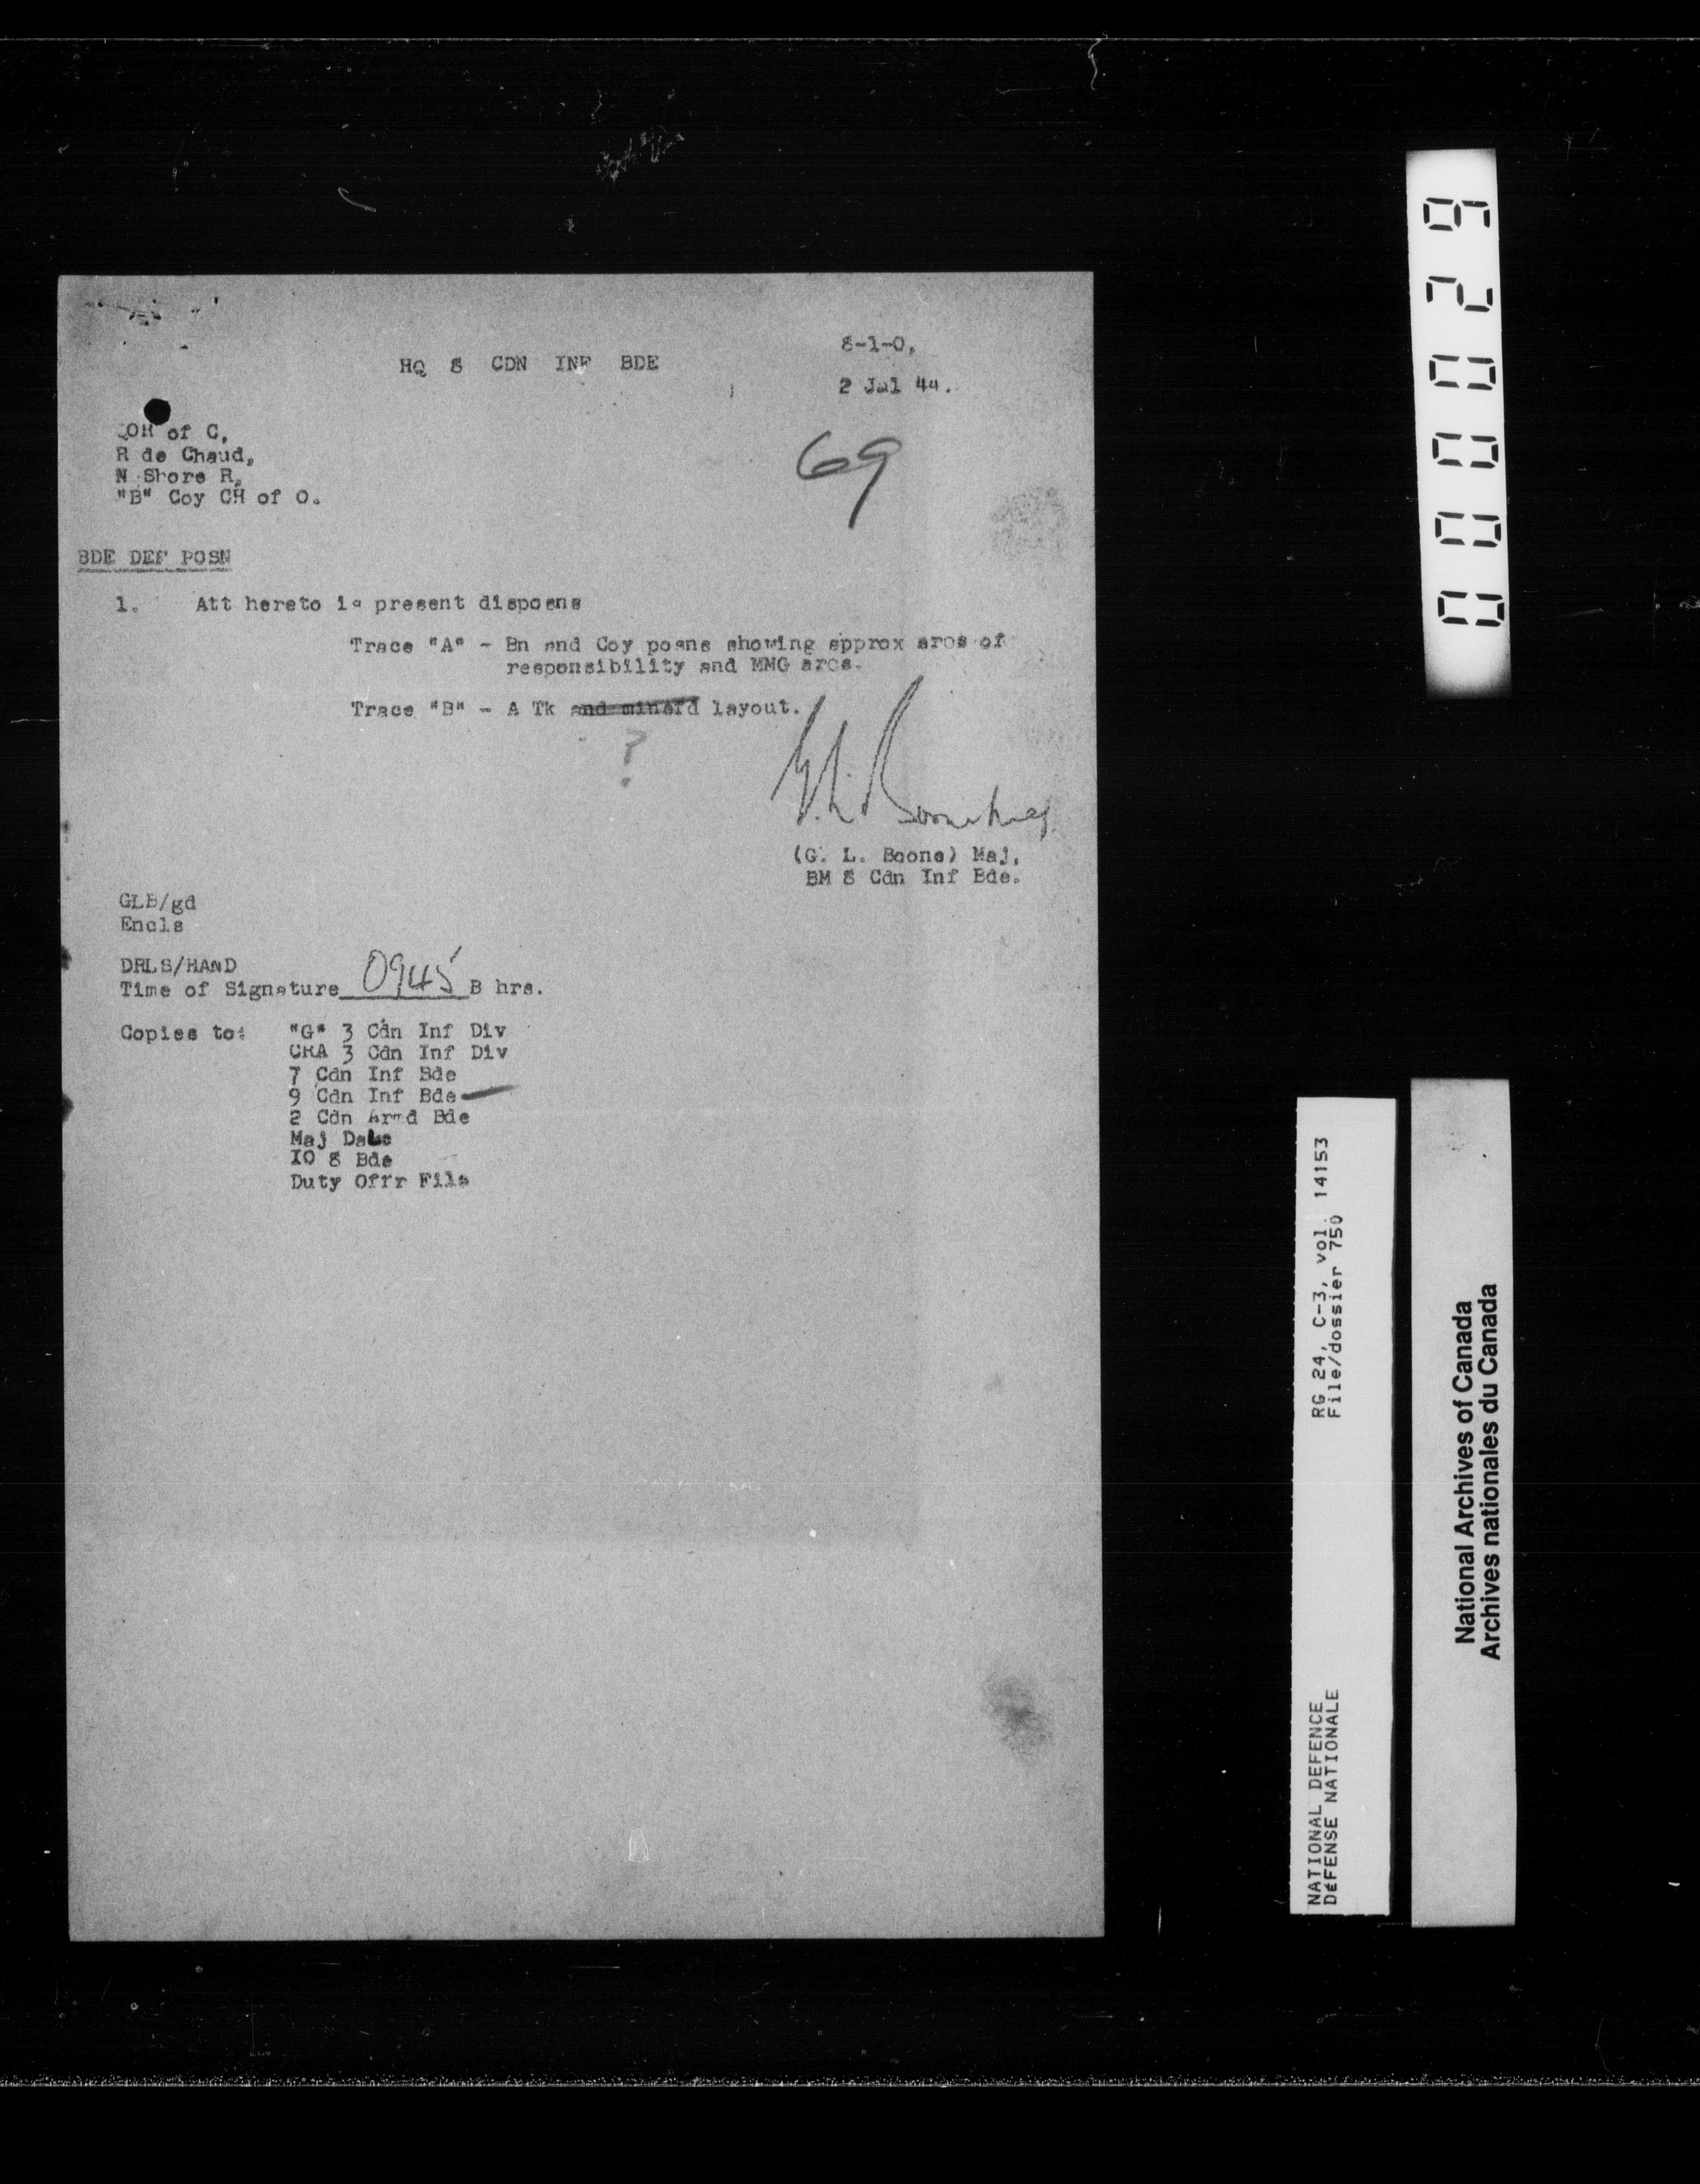 8-1-0,
HQ 8 CDN INF BDE
2 Jul 44.
QOR of C,
R de Chaud,
N Shore R,
"B" Coy CH of O.
69
BDE DEF POSN
1. Att hereto is present disposns
Trace "A" - Bn and Coy posns showing approx arcs of
responsibility and MMG arcs.
Trace "B" - A Tk and minefd layout.
?
G.L. Boone Maj
(G. L. Boone) Maj,
BM 8 Cdn Inf Bde.
GLB/gd
Encls
DRLS/HAND
Time of Signature 0945 B hrs.
Copies to: "G" 3 Cdn Inf Div
CRA 3 Cdn Inf Div
7 Cdn Inf Bde
9 Cdn Inf Bde
2 Cdn Armd Bde
Maj
IO 8 Bde
Duty Offr File
000029
RG 24, C-3, vol. 14153
File/dossier 750
NATIONAL DEFENCE
DÉFENSE NATIONALE
National Archives of Canada
Archives nationales du Canada